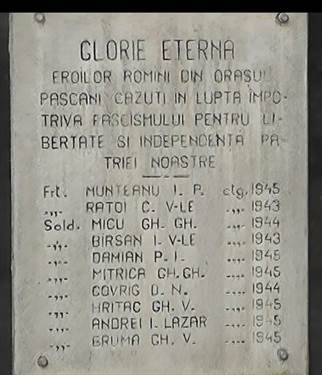 GLORIE ETERNA
EROILOR ROMINI DIN ORASUL
PASCANI CAZUTI IN LUPTA IMPO-
TRIVA FASCISMULUI PENTRU LI-
BERTATE SI INDEPENDENTA PA-
TRIEI NOASTRE
Frt. MUNTEANU I. P. ctg. 1945
-„- RATOI C. V-LE -„- 1943
Sold. MICU GH. GH. -„- 1944
-„- BIRSAN I. V-LE -„- 1943
-„- DAMIAN P. I. -„- 1945
-„- MITRICA GH. GH. -„- 1945
-„- COVRIG D. N. -„- 1944
-„- HRITAC GH. V. -„- 1945
-„- ANDREI I. LAZAR -„- 1945
-„- BRUMA GH. V. -„- 1945